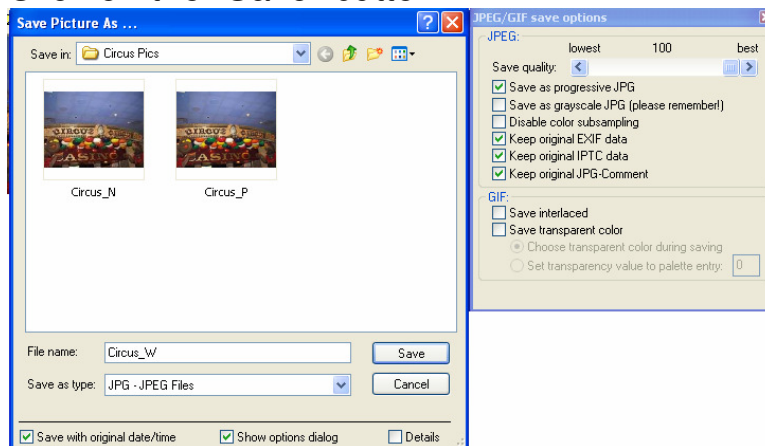 Save Picture As ...
Save in: Circus Pics
CIRCUS
CASINO
CIRCUS
CASINO
Circus_N Circus_P
File name: Circus_W Save
Save as type: JPG - JPEG Files Cancel
Save with original date/time Show options dialog Details
JPEG/GIF save options
JPEG:
lowest 100 best
Save quality:
Save as progressive JPG
Save as grayscale JPG (please remember!)
Disable color subsampling
Keep original EXIF data
Keep original IPTC data
Keep original JPG-Comment
GIF:
Save interlaced
Save transparent color
Choose transparent color during saving
Set transparency value to palette entry: 0